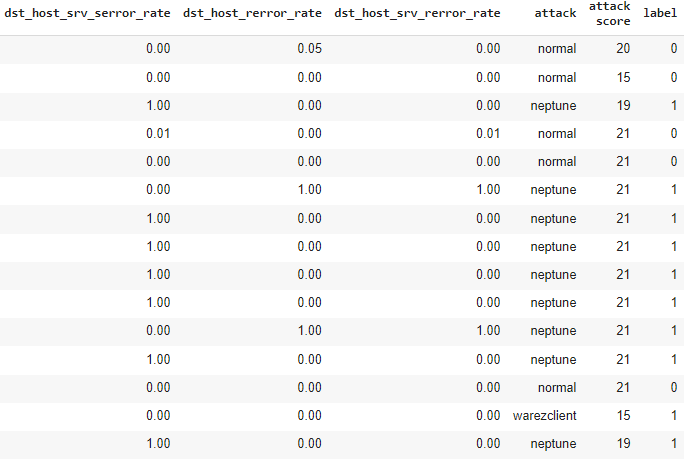 dst_host_srv_serror_rate dst_host_rerror_rate dst_host_srv_rerror_rate attack attack score label
0.00 0.05 0.00 normal 20 0
0.00 0.00 0.00 normal 15 0
1.00 0.00 0.00 neptune 19 1
0.01 0.00 0.01 normal 21 0
0.00 0.00 0.00 normal 21 0
0.00 1.00 1.00 neptune 21 1
1.00 0.00 0.00 neptune 21 1
1.00 0.00 0.00 neptune 21 1
1.00 0.00 0.00 neptune 21 1
1.00 0.00 0.00 neptune 21 1
0.00 1.00 1.00 neptune 21 1
1.00 0.00 0.00 neptune 21 1
0.00 0.00 0.00 normal 21 0
0.00 0.00 0.00 warezclient 15 1
1.00 0.00 0.00 neptune 19 1